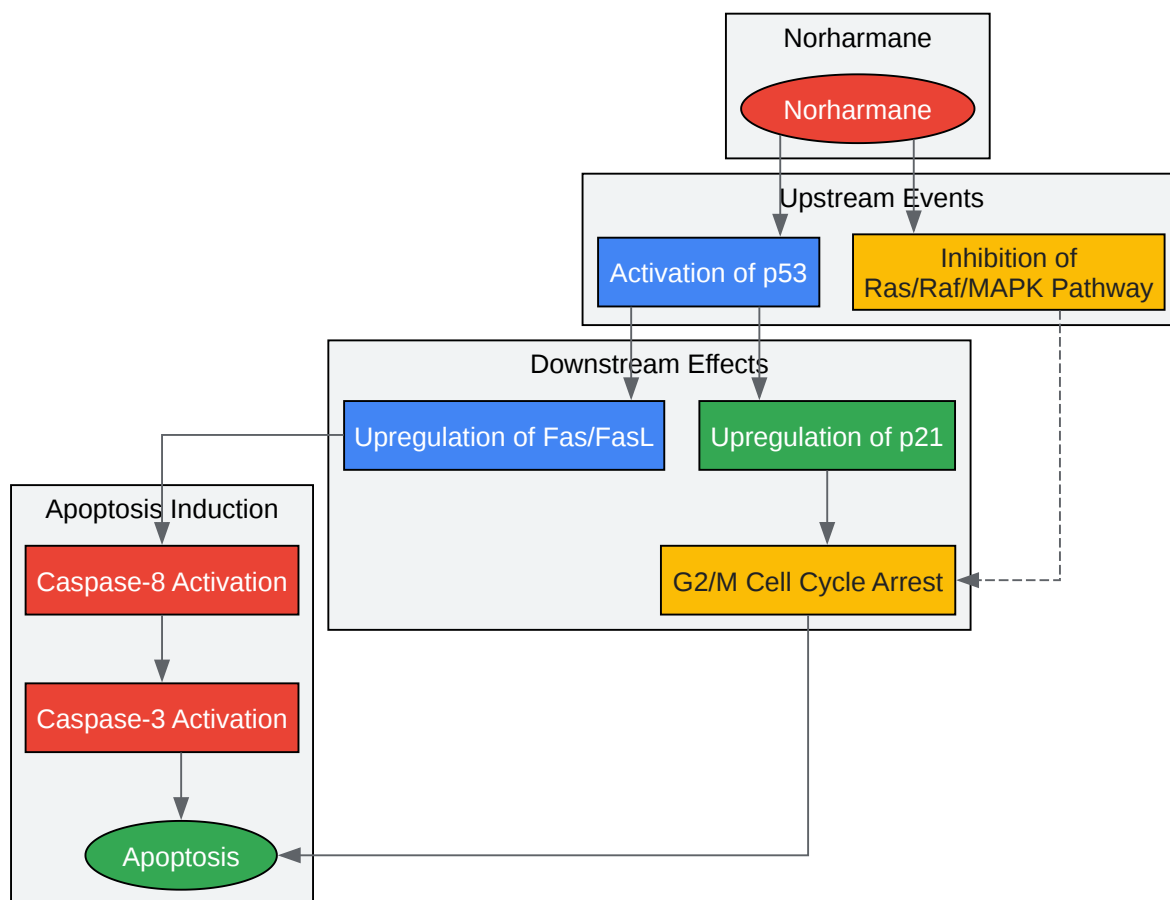 Norharmane
Norharmane
Upstream Events
Activation of p53
Inhibition of
Ras/Raf/MAPK Pathway
Downstream Effects
Upregulation of Fas/FasL
Upregulation of p21
Apoptosis Induction
Caspase-8 Activation
G2/M Cell Cycle Arrest
Caspase-3 Activation
Apoptosis